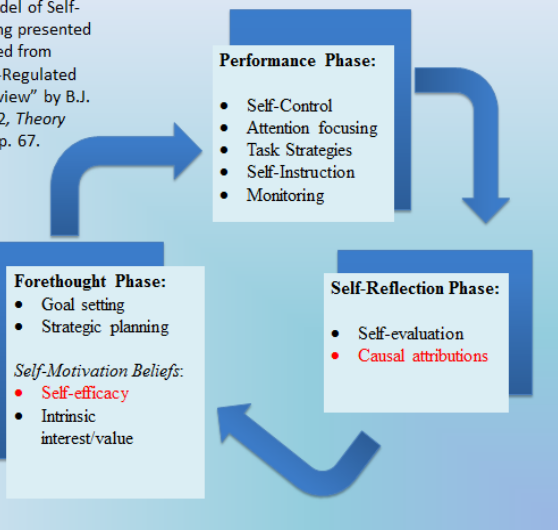 del of Self-
ng presented
ed from
-Regulated
view” by B.J.
2, Theory
p. 67.
Performance Phase:
• Self-Control
• Attention focusing
• Task Strategies
• Self-Instruction
• Monitoring
Forethought Phase:
• Goal setting
• Strategic planning
Self-Motivation Beliefs:
• Self-efficacy
• Intrinsic
interest/value
Self-Reflection Phase:
• Self-evaluation
• Causal attributions